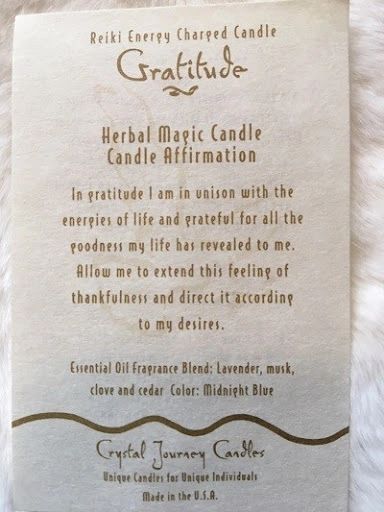 Reiki Energy Charged Candle
Gratitude
Herbal Magic Candle
Candle Affirmation
In gratitude I am in unison with the
energies of life and grateful for all the
goodness my life has revealed to me.
Allow me to extend this feeling of
thankfulness and direct it according
to my desires.
Essential Oil Fragrance Blend: Lavender, musk,
clove and cedar Color: Midnight Blue
Crystal Journey Candles
Unique Candles for Unique Individuals
Made in the U.S.A.